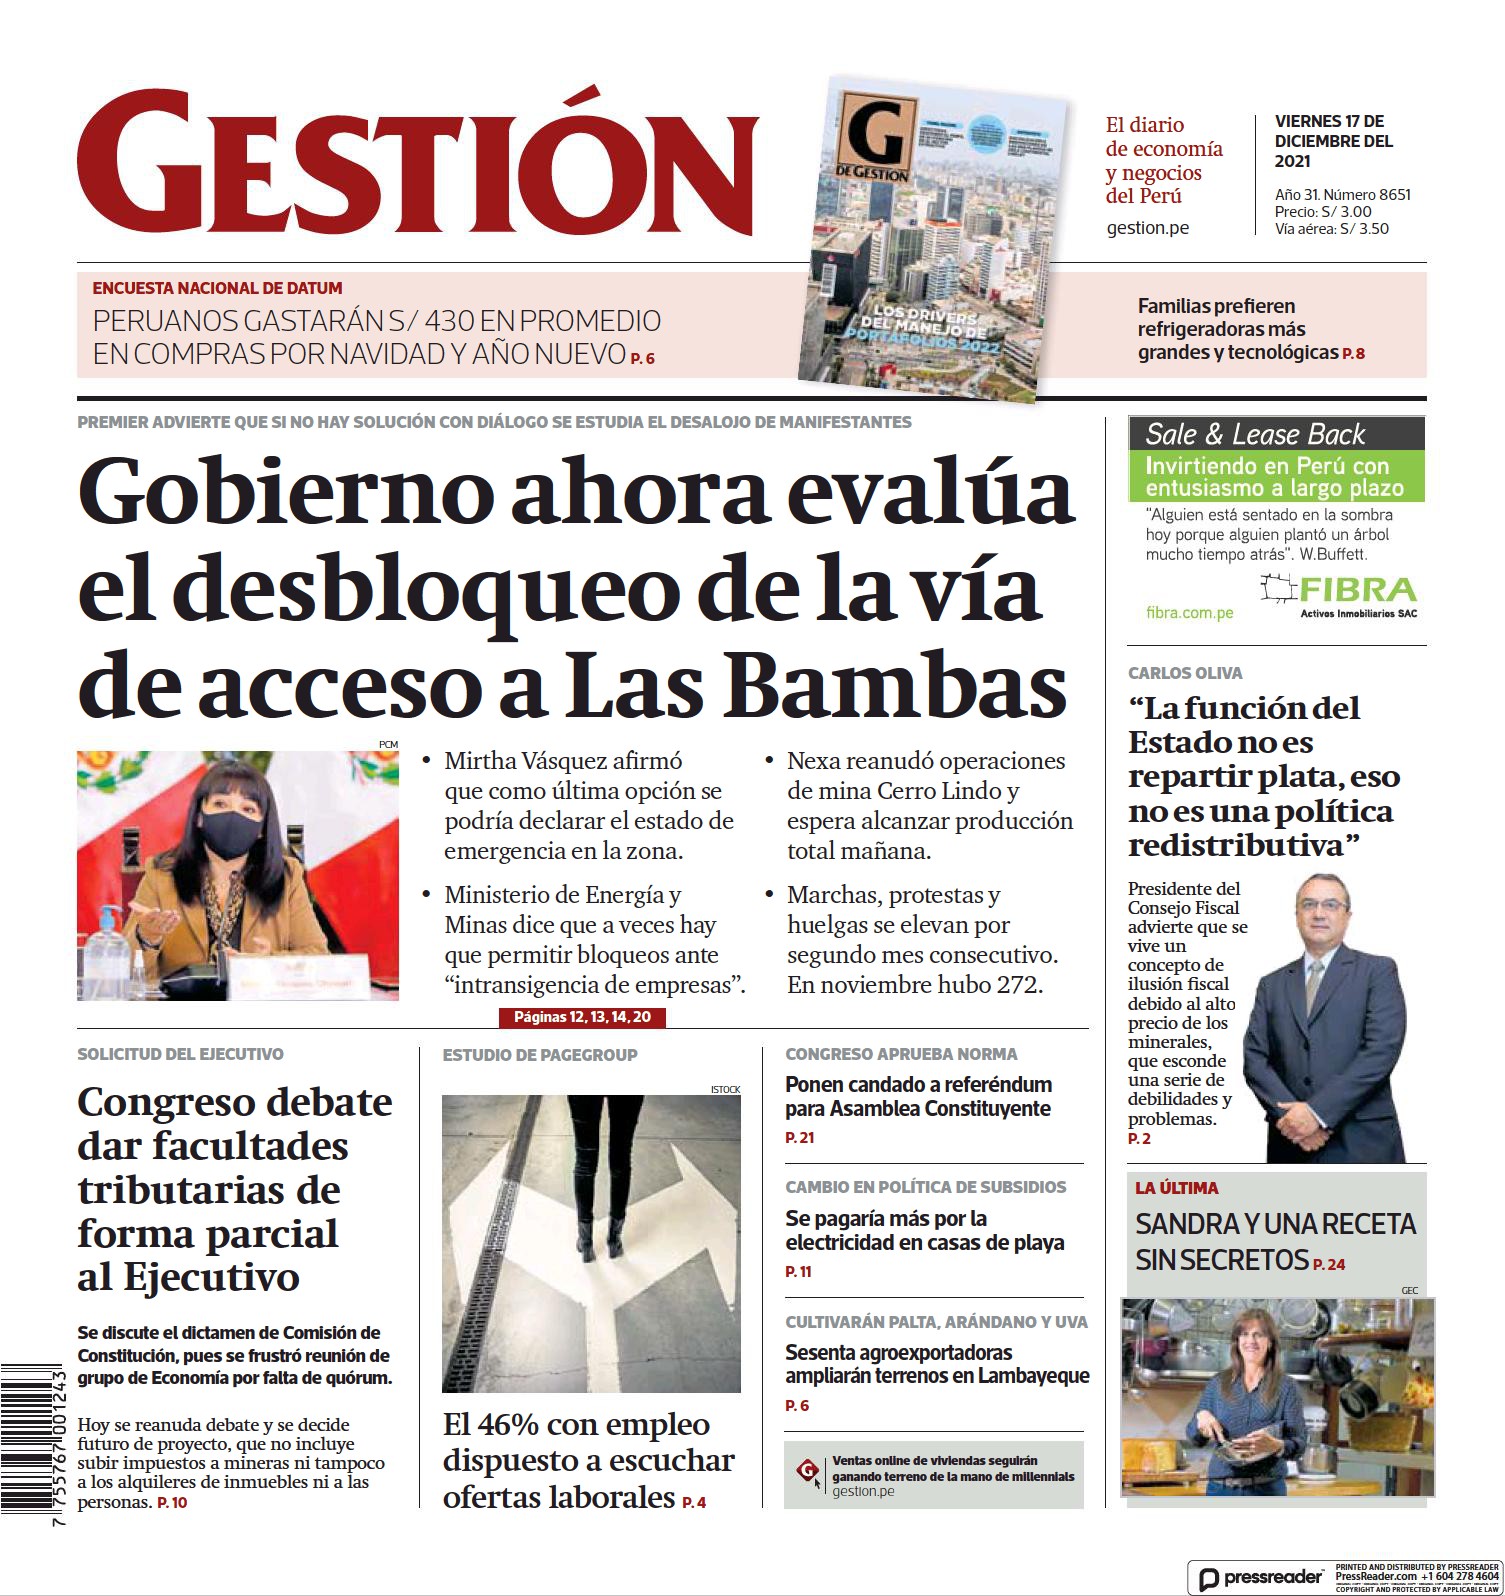 GESTIÓN
G
DE GESTIÓN
LOS DRIVERS
DEL MANEJO DE
PORTAFOLIOS 2022
El diario
de economía
y negocios
del Perú
gestion.pe
VIERNES 17 DE
DICIEMBRE DEL
2021
Año 31. Número 8651
Precio: S/ 3.00
Vía aérea: S/ 3.50
ENCUESTA NACIONAL DE DATUM
PERUANOS GASTARÁN S/ 430 EN PROMEDIO
EN COMPRAS POR NAVIDAD Y AÑO NUEVO P. 6
Familias prefieren
refrigeradoras más
grandes y tecnológicas P. 8
PREMIER ADVIERTE QUE SI NO HAY SOLUCIÓN CON DIÁLOGO SE ESTUDIA EL DESALOJO DE MANIFESTANTES
Gobierno ahora evalúa
el desbloqueo de la vía
de acceso a Las Bambas
PCM
• Mirtha Vásquez afirmó
que como última opción se
podría declarar el estado de
emergencia en la zona.
• Ministerio de Energía y
Minas dice que a veces hay
que permitir bloqueos ante
“intransigencia de empresas”.
• Nexa reanudó operaciones
de mina Cerro Lindo y
espera alcanzar producción
total mañana.
• Marchas, protestas y
huelgas se elevan por
segundo mes consecutivo.
En noviembre hubo 272.
Páginas 12, 13, 14, 20
SOLICITUD DEL EJECUTIVO
Congreso debate
dar facultades
tributarias de
forma parcial
al Ejecutivo
Se discute el dictamen de Comisión de
Constitución, pues se frustró reunión de
grupo de Economía por falta de quórum.
Hoy se reanuda debate y se decide
futuro de proyecto, que no incluye
subir impuestos a mineras ni tampoco
a los alquileres de inmuebles ni a las
personas. P. 10
7 755767 001243
ESTUDIO DE PAGEGROUP
ISTOCK
El 46% con empleo
dispuesto a escuchar
ofertas laborales P. 4
CONGRESO APRUEBA NORMA
Ponen candado a referéndum
para Asamblea Constituyente
P. 21
CAMBIO EN POLÍTICA DE SUBSIDIOS
Se pagaría más por la
electricidad en casas de playa
P. 11
CULTIVARÁN PALTA, ARÁNDANO Y UVA
Sesenta agroexportadoras
ampliarán terrenos en Lambayeque
P. 6
G
Ventas online de viviendas seguirán
ganando terreno de la mano de millennials
gestion.pe
Sale & Lease Back
Invirtiendo en Perú con
entusiasmo a largo plazo
“Alguien está sentado en la sombra
hoy porque alguien plantó un árbol
mucho tiempo atrás”. W.Buffett.
FIBRA
Activos Inmobiliarios SAC
fibra.com.pe
CARLOS OLIVA
“La función del
Estado no es
repartir plata, eso
no es una política
redistributiva”
Presidente del
Consejo Fiscal
advierte que se
vive un
concepto de
ilusión fiscal
debido al alto
precio de los
minerales,
que esconde
una serie de
debilidades y
problemas.
P. 2
LA ÚLTIMA
SANDRA Y UNA RECETA
SIN SECRETOS P. 24
GEC
pressreader
PRINTED AND DISTRIBUTED BY PRESSREADER
PressReader.com +1 604 278 4604
COPYRIGHT AND PROTECTED BY APPLICABLE LAW